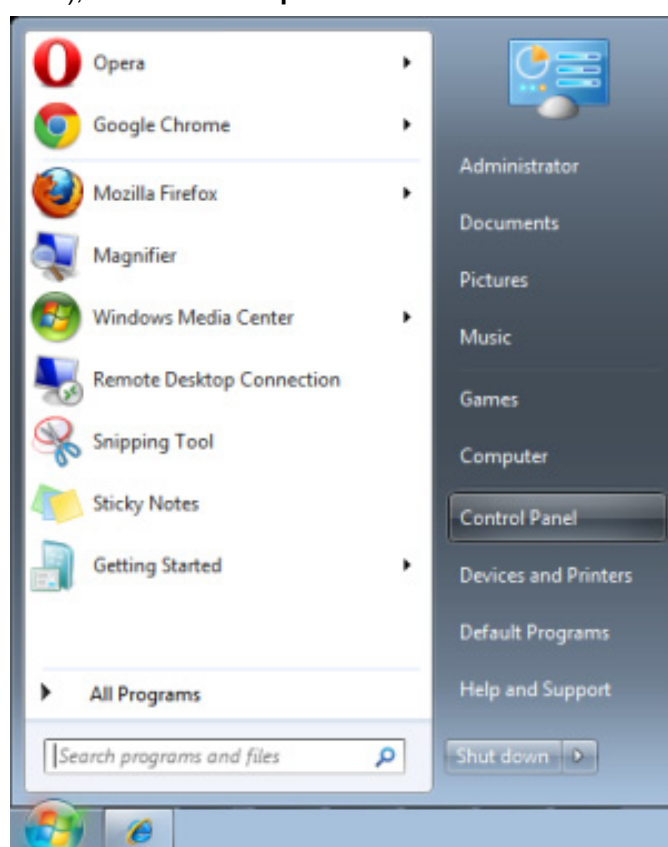 Opera
Google Chrome
Mozilla Firefox
Magnifier
Windows Media Center
Remote Desktop Connection
Snipping Tool
Sticky Notes
Getting Started
All Programs
Search programs and files
Administrator
Documents
Pictures
Music
Games
Computer
Control Panel
Devices and Printers
Default Programs
Help and Support
Shut down